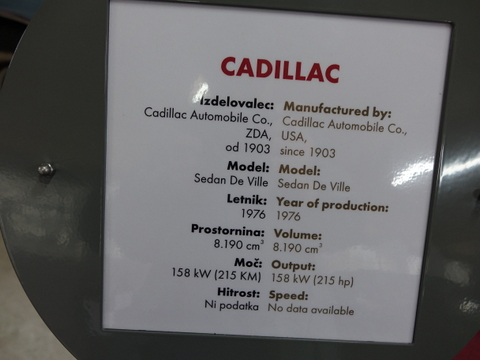 CADILLAC
Izdelovalec: Manufactured by:
Cadillac Automobile Co., Cadillac Automobile Co.,
ZDA, USA,
od 1903 since 1903
Model: Model:
Sedan De Ville Sedan De Ville
Letnik: Year of production:
1976 1976
Prostornina: Volume:
8.190 cm³ 8.190 cm³
Moč: Output:
158 kW (215 KM) 158 kW (215 hp)
Hitrost: Speed:
Ni podatka No data available